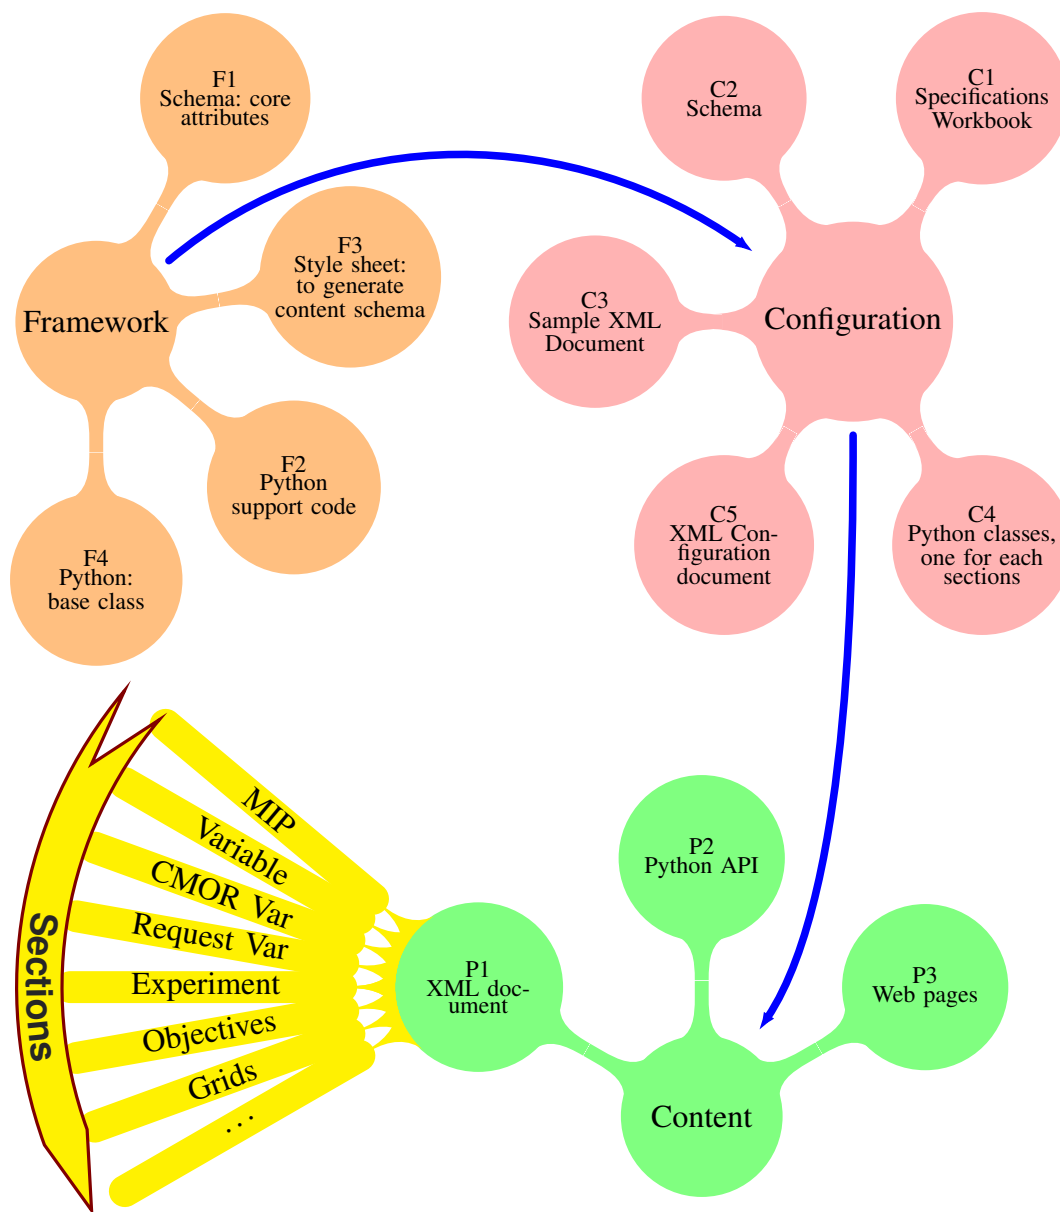 F1
Schema: core
attributes
F3
Style sheet:
to generate
content schema
Framework
F2
Python
support code
F4
Python:
base class
C2
Schema
C1
Specifications
Workbook
C3
Sample XML
Document
Configuration
C5
XML Con-
figuration
document
C4
Python classes,
one for each
sections
Sections
MIP
Variable
CMOR Var
Request Var
Experiment
Objectives
Grids
...
P1
XML doc-
ument
P2
Python API
P3
Web pages
Content